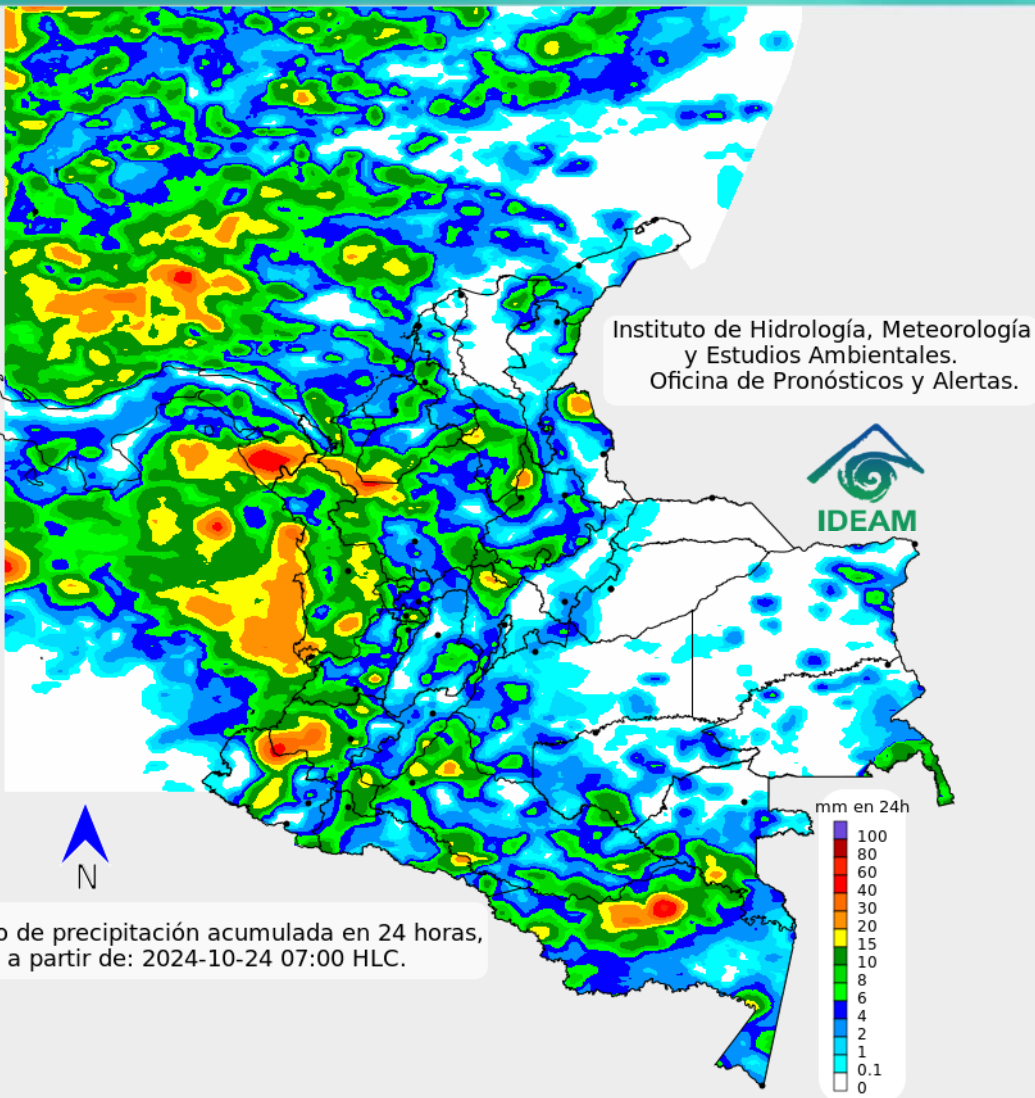 Instituto de Hidrología, Meteorología
y Estudios Ambientales.
Oficina de Pronósticos y Alertas.
IDEAM
mm en 24h
100
80
60
40
30
20
15
10
8
6
4
2
1
0.1
0
N
o de precipitación acumulada en 24 horas,
a partir de: 2024-10-24 07:00 HLC.